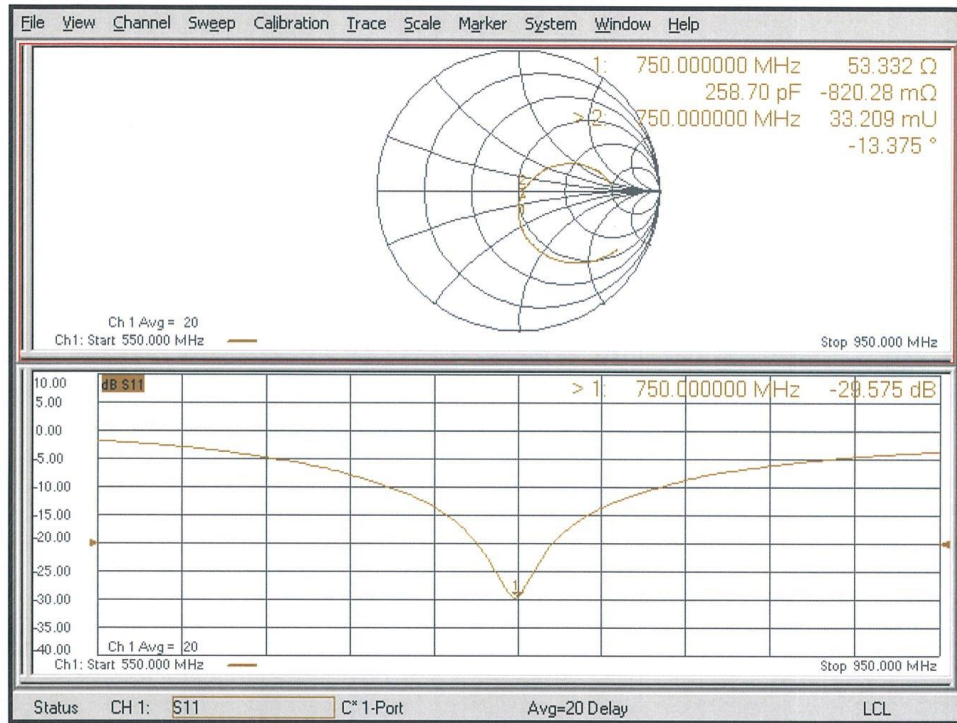 File View Channel Sweep Calibration Trace Scale Marker System Window Help
1: 750.000000 MHz 53.332 Ω
258.70 pF -820.28 mΩ
> 2: 750.000000 MHz 33.209 mU
-13.375 °
Ch 1 Avg = 20
Ch1: Start 550.000 MHz Stop 950.000 MHz
10.00 dB S11 > 1: 750.000000 MHz -29.575 dB
5.00
0.00
-5.00
-10.00
-15.00
-20.00
-25.00
1
-30.00
-35.00
-40.00 Ch 1 Avg = 20
Ch1: Start 550.000 MHz Stop 950.000 MHz
Status CH 1: S11 C* 1-Port Avg=20 Delay LCL